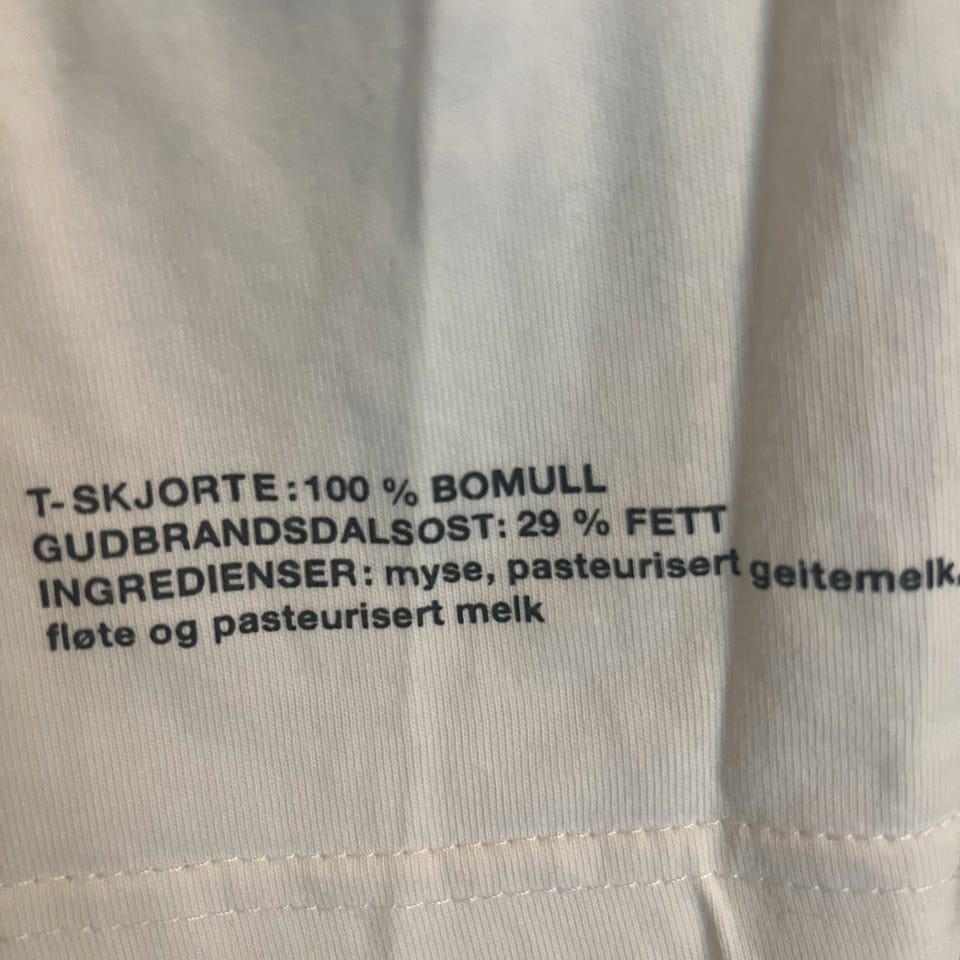 T-SKJORTE: 100 % BOMULL
GUDBRANDSDALSOST: 29 % FETT
INGREDIENSER: myse, pasteurisert geitemelk,
fløte og pasteurisert melk